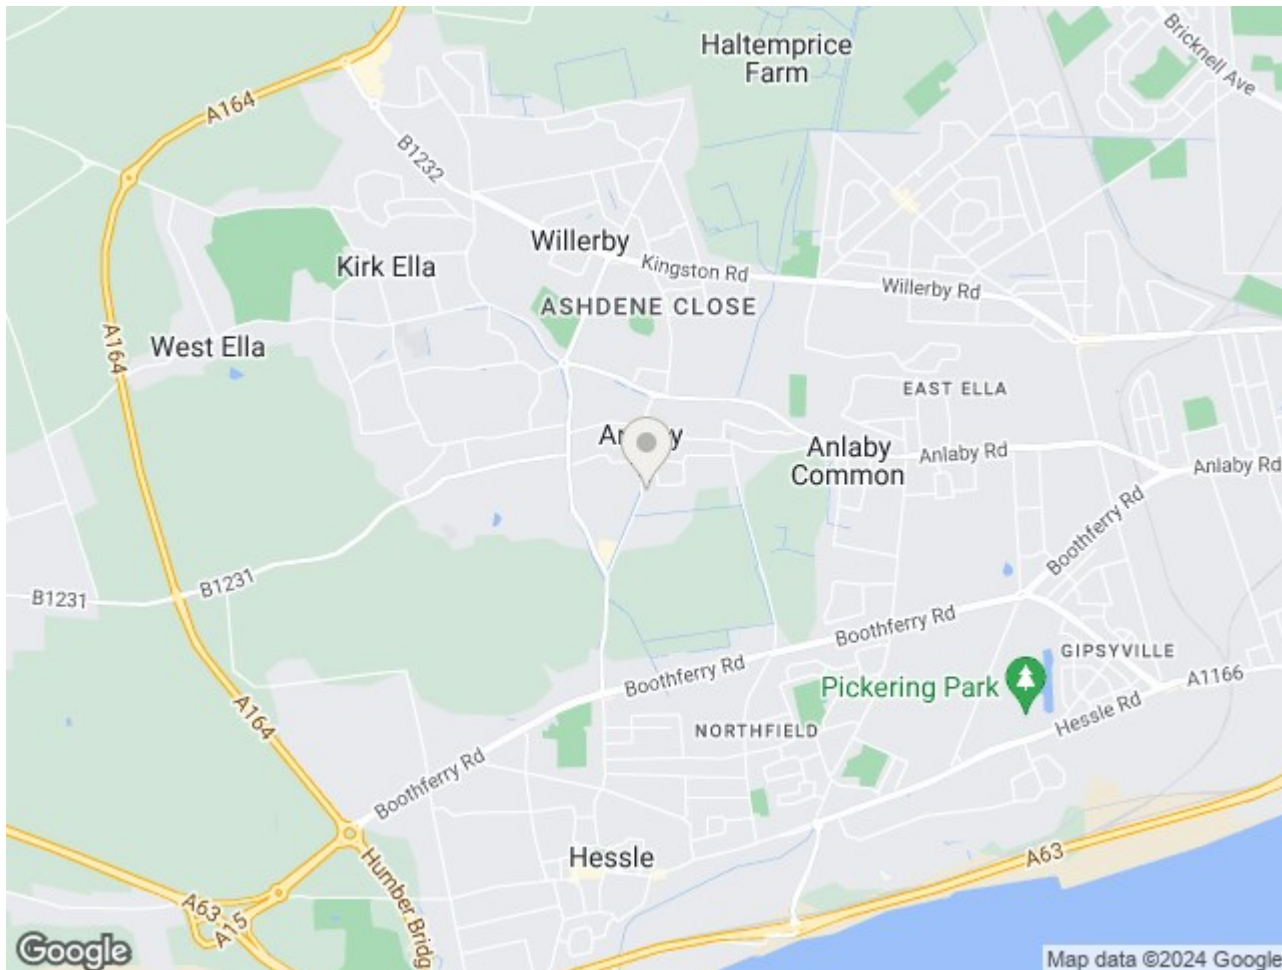 Haltemprice
Farm
Bricknell Ave
A164
B1232
Willerby
Kingston Rd
Kirk Ella
Willerby Rd
ASHDENE CLOSE
A164
West Ella
EAST ELLA
Anlaby
Common
Anlaby Rd
Anlaby Rd
Boothferry Rd
B1231
B1231
Boothferry Rd
GIPSYVILLE
Boothferry Rd
Pickering Park
A1166
A164
NORTHFIELD
Hessle Rd
Boothferry Rd
Hessle
A63
Humber Bridg
A63
A15
Google
Map data ©2024 Google